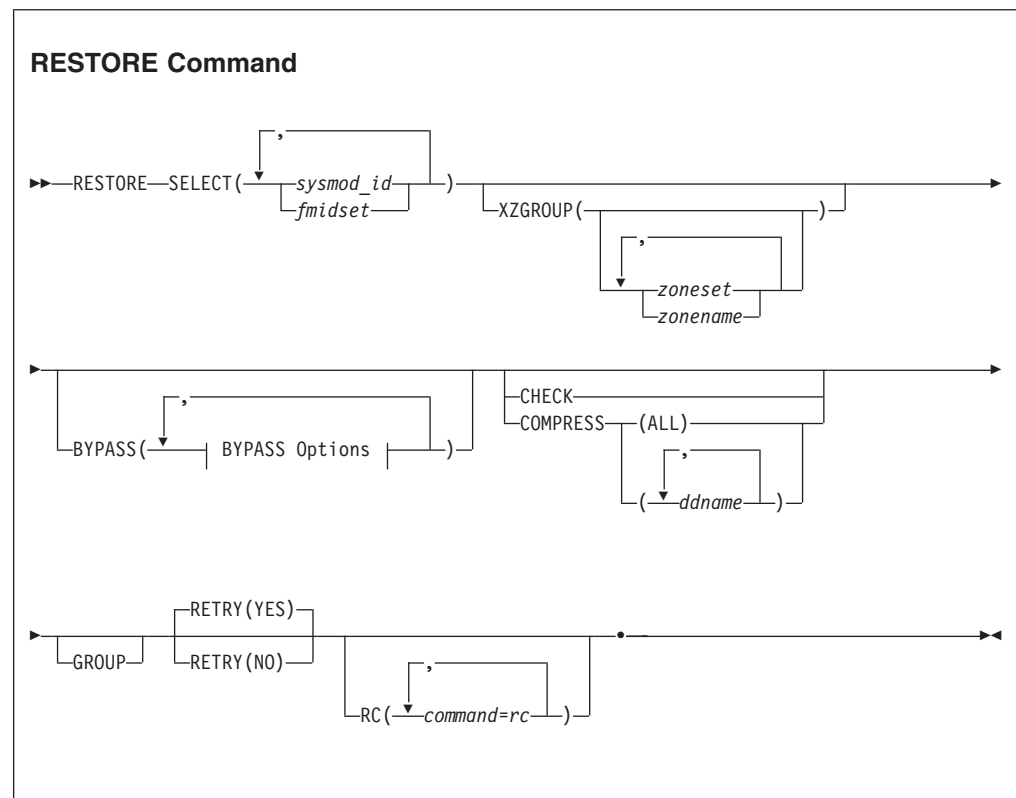 RESTORE Command
,
RESTORE SELECT( sysmod_id )
fmidset
XZGROUP( )
,
zoneset
zonename
BYPASS( , BYPASS Options )
CHECK
COMPRESS (ALL)
,
( ddname )
GROUP
RETRY(YES)
RETRY(NO)
,
RC( command=rc )
.